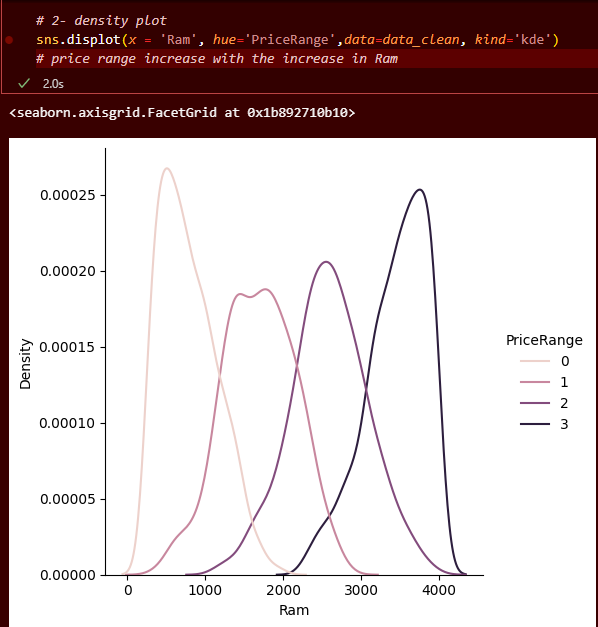 # 2- density plot
sns.displot(x = 'Ram', hue='PriceRange',data=data_clean, kind='kde')
# price range increase with the increase in Ram
2.0s
<seaborn.axisgrid.FacetGrid at 0x1b892710b10>
0.00025
0.00020
0.00015
0.00010
0.00005
0.00000
Density
0 1000 2000 3000 4000
Ram
PriceRange
0
1
2
3